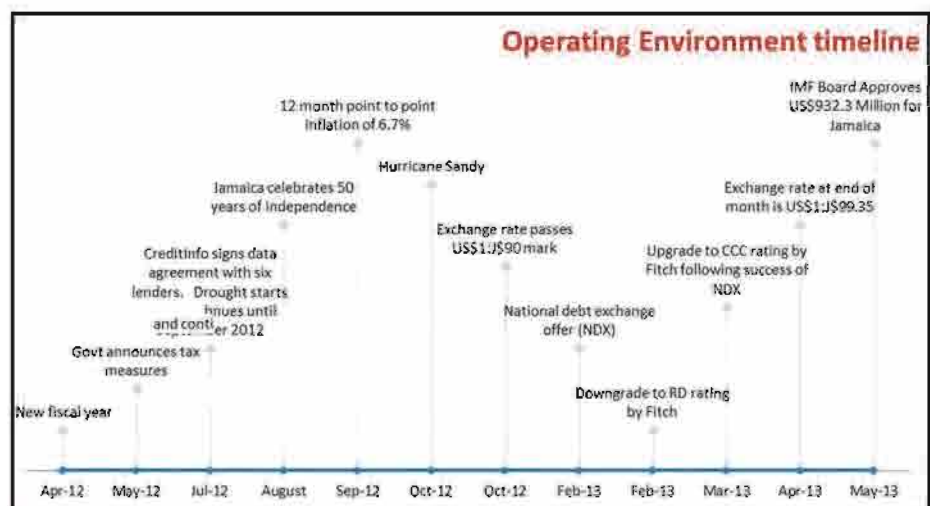 Operating Environment timeline
IMF Board Approves
US$932.3 Million for
Jamaica
12 month point to point
Inflation of 6.7%
Hurricane Sandy
Jamaica celebrates 50
years of Independence
Exchange rate at end of
month is US$1:J$99.35
Exchange rate passes
US$1:J$90 mark
Upgrade to CCC rating by
Fitch following success of
NDX
CreditInfo signs data
agreement with six
lenders. Drought starts
and
2012
National debt exchange
offer (NDX)
Govt announces tax
measures
Downgrade to RD rating
by Fitch
New fiscal year
Apr-12 May-12 Jul-12 August Sep-12 Oct-12 Oct-12 Feb-13 Feb-13 Mar-13 Apr-13 May-13